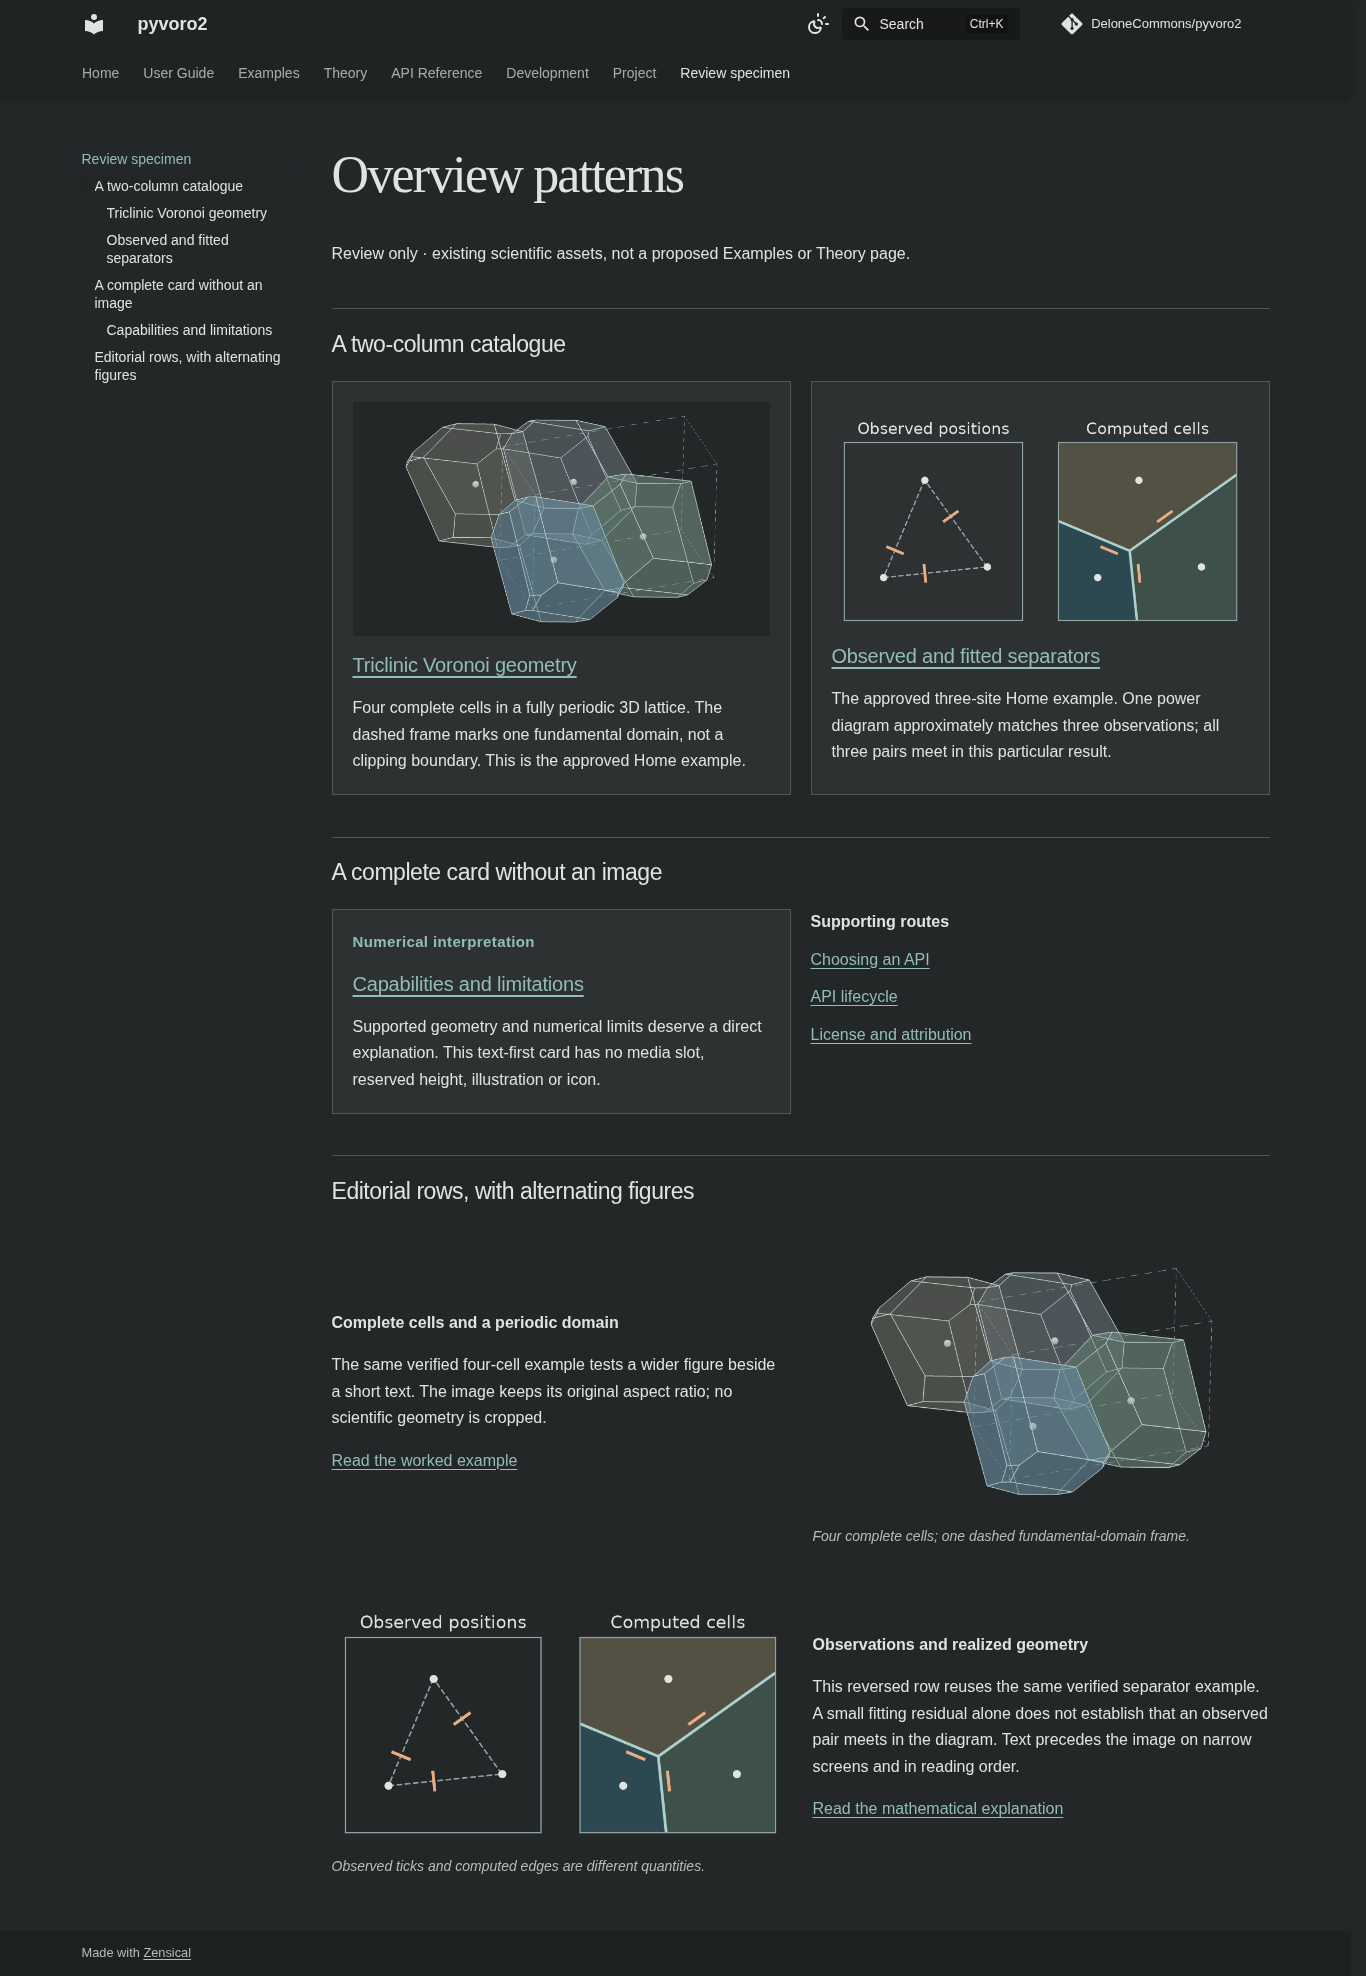 pyvoro2
Search Ctrl+K
DeloneCommons/pyvoro2
Home User Guide Examples Theory API Reference Development Project Review specimen
Review specimen
A two-column catalogue
Triclinic Voronoi geometry
Observed and fitted
separators
A complete card without an
image
Capabilities and limitations
Editorial rows, with alternating
figures
Overview patterns
Review only · existing scientific assets, not a proposed Examples or Theory page.
A two-column catalogue
Triclinic Voronoi geometry
Four complete cells in a fully periodic 3D lattice. The
dashed frame marks one fundamental domain, not a
clipping boundary. This is the approved Home example.
Observed positions Computed cells
Observed and fitted separators
The approved three-site Home example. One power
diagram approximately matches three observations; all
three pairs meet in this particular result.
A complete card without an image
Numerical interpretation
Capabilities and limitations
Supported geometry and numerical limits deserve a direct
explanation. This text-first card has no media slot,
reserved height, illustration or icon.
Supporting routes
Choosing an API
API lifecycle
License and attribution
Editorial rows, with alternating figures
Complete cells and a periodic domain
The same verified four-cell example tests a wider figure beside
a short text. The image keeps its original aspect ratio; no
scientific geometry is cropped.
Read the worked example
Four complete cells; one dashed fundamental-domain frame.
Observed positions Computed cells
Observed ticks and computed edges are different quantities.
Observations and realized geometry
This reversed row reuses the same verified separator example.
A small fitting residual alone does not establish that an observed
pair meets in the diagram. Text precedes the image on narrow
screens and in reading order.
Read the mathematical explanation
Made with Zensical